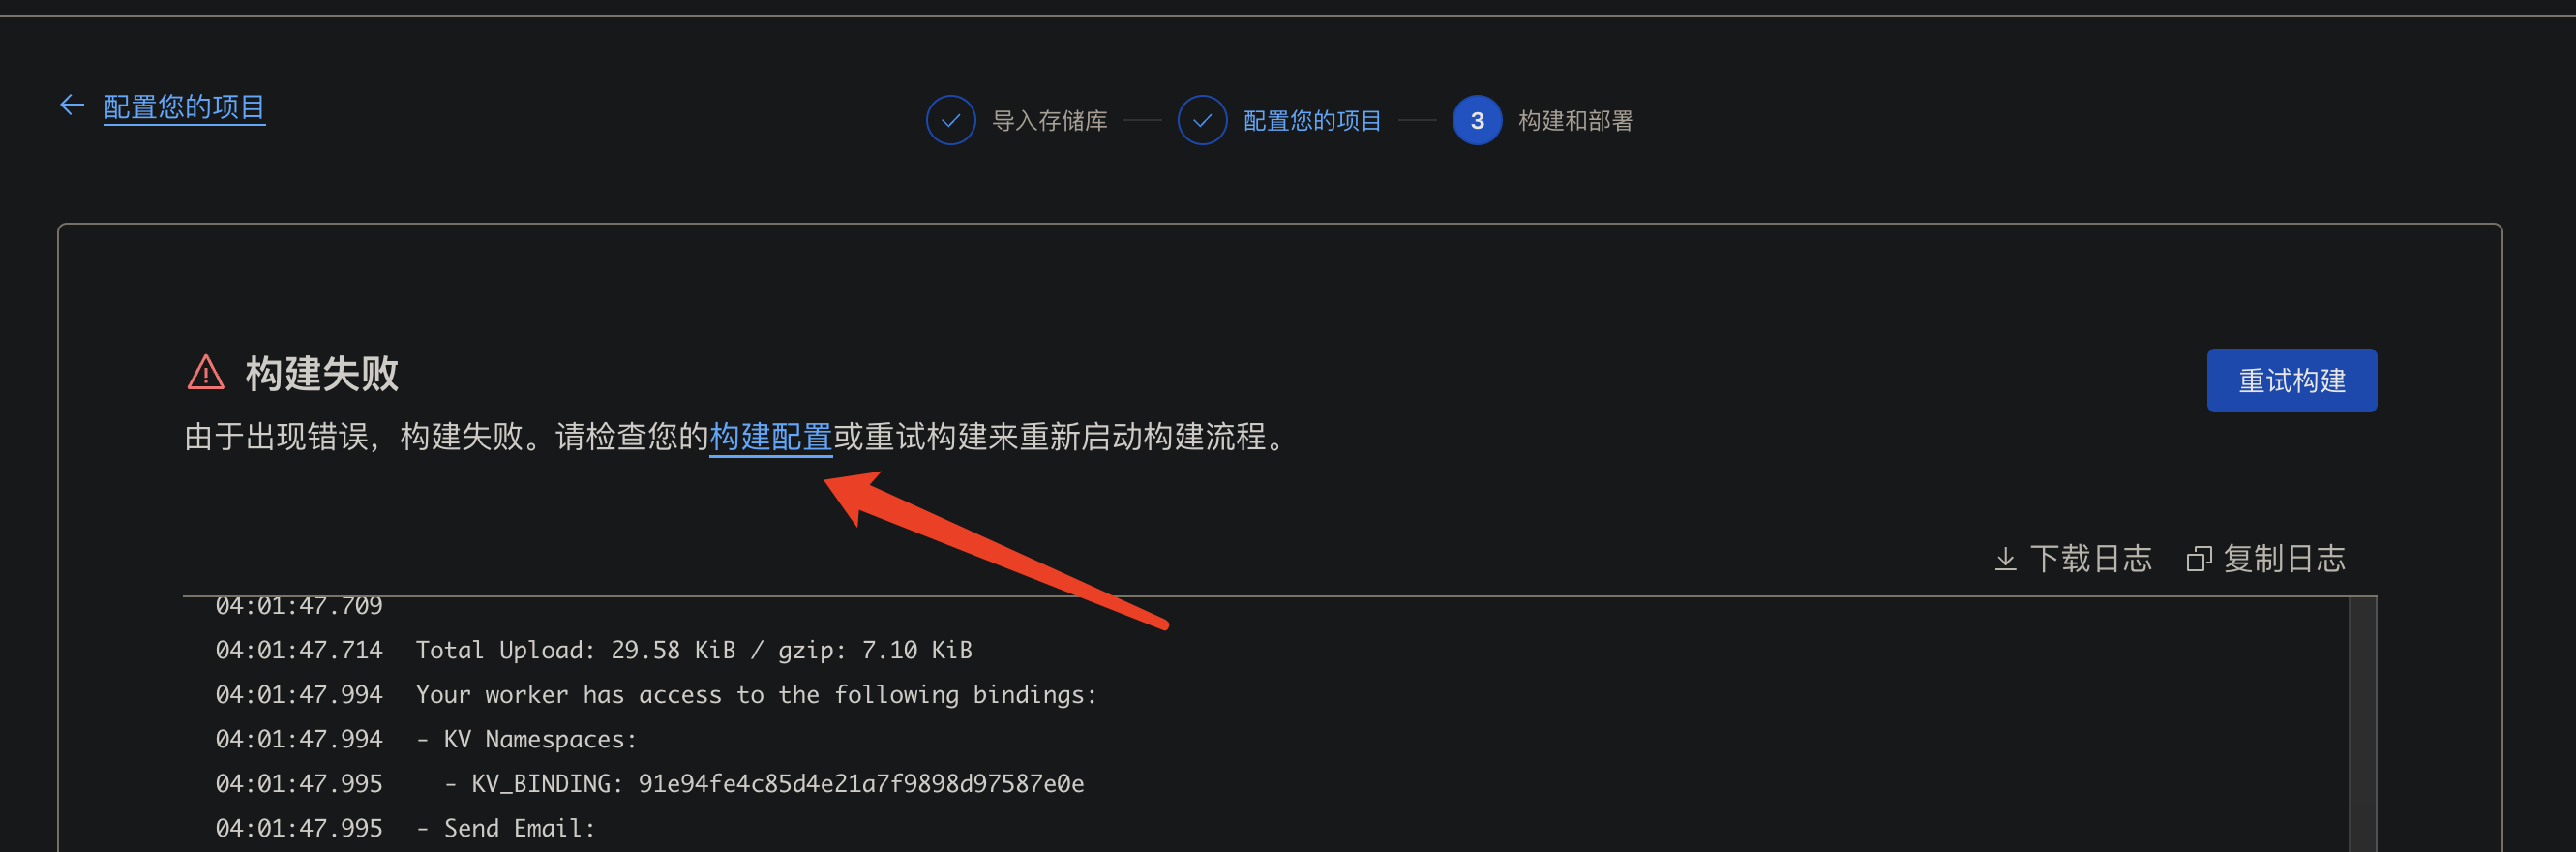 配置您的项目
导入存储库
配置您的项目
3 构建和部署
构建失败
重试构建
由于出现错误，构建失败。请检查您的构建配置或重试构建来重新启动构建流程。
下载日志 复制日志
04:01:47.709
04:01:47.714 Total Upload: 29.58 KiB / gzip: 7.10 KiB
04:01:47.994 Your worker has access to the following bindings:
04:01:47.994 - KV Namespaces:
04:01:47.995 - KV_BINDING: 91e94fe4c85d4e21a7f9898d97587e0e
04:01:47.995 - Send Email: